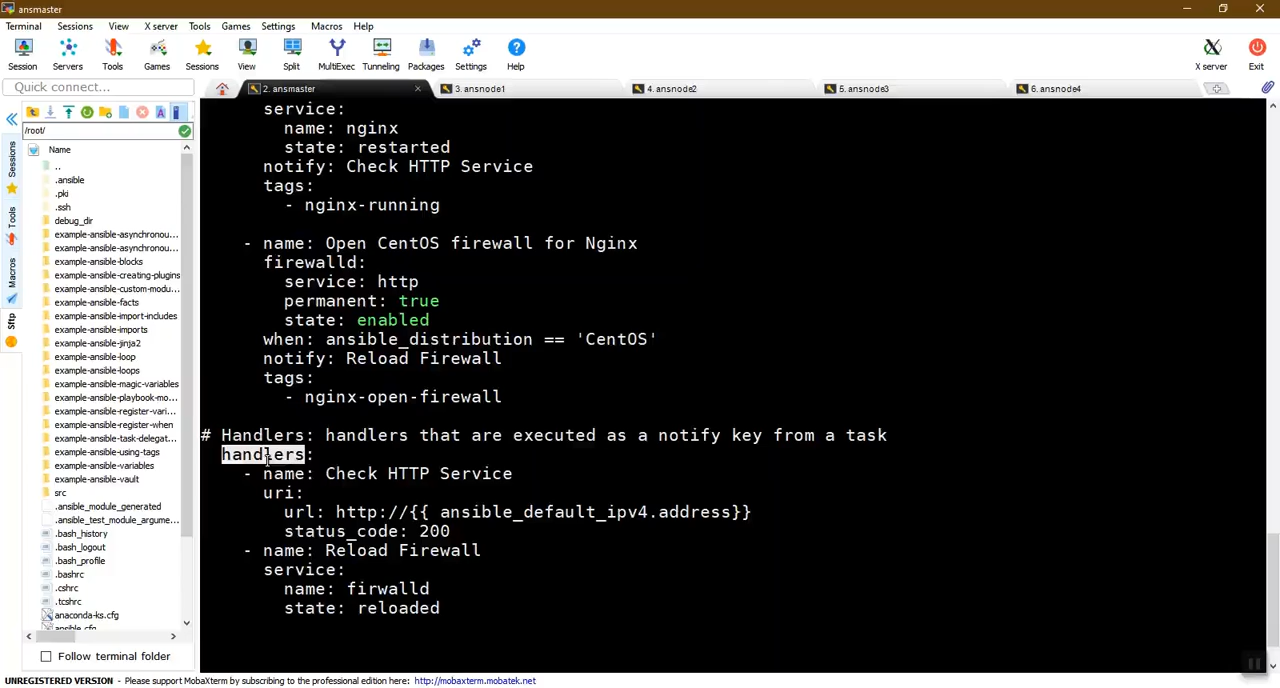 ansmaster
Terminal Sessions View X server Tools Games Settings Macros Help
Session Servers Tools Games Sessions View Split MultiExec Tunneling Packages Settings Help X server Exit
Quick connect...
2. ansmaster 3. ansnode1 4. ansnode2 5. ansnode3 6. ansnode4
/root/
Name
..
.ansible
.pki
.ssh
debug_dir
example-ansible-asynchronou...
example-ansible-asynchronou...
example-ansible-blocks
example-ansible-creating-plugins
example-ansible-custom-modu...
example-ansible-facts
example-ansible-import-includes
example-ansible-imports
example-ansible-jinja2
example-ansible-loop
example-ansible-loops
example-ansible-magic-variables
example-ansible-playbook-mo...
example-ansible-register-vari...
example-ansible-register-when
example-ansible-task-delegat...
example-ansible-using-tags
example-ansible-variables
example-ansible-vault
src
.ansible_module_generated
.ansible_test_module_argume...
.bash_history
.bash_logout
.bash_profile
.bashrc
.cshrc
.tcshrc
anaconda-ks.cfg
ansible.cfg
Follow terminal folder
Sessions
Tools
Macros
Sftp
service:
name: nginx
state: restarted
notify: Check HTTP Service
tags:
- nginx-running
- name: Open CentOS firewall for Nginx
firewalld:
service: http
permanent: true
state: enabled
when: ansible_distribution == 'CentOS'
notify: Reload Firewall
tags:
- nginx-open-firewall
# Handlers: handlers that are executed as a notify key from a task
handlers:
- name: Check HTTP Service
uri:
url: http://{{ ansible_default_ipv4.address}}
status_code: 200
- name: Reload Firewall
service:
name: firwalld
state: reloaded
UNREGISTERED VERSION - Please support MobaXterm by subscribing to the professional edition here: http://mobaxterm.mobatek.net